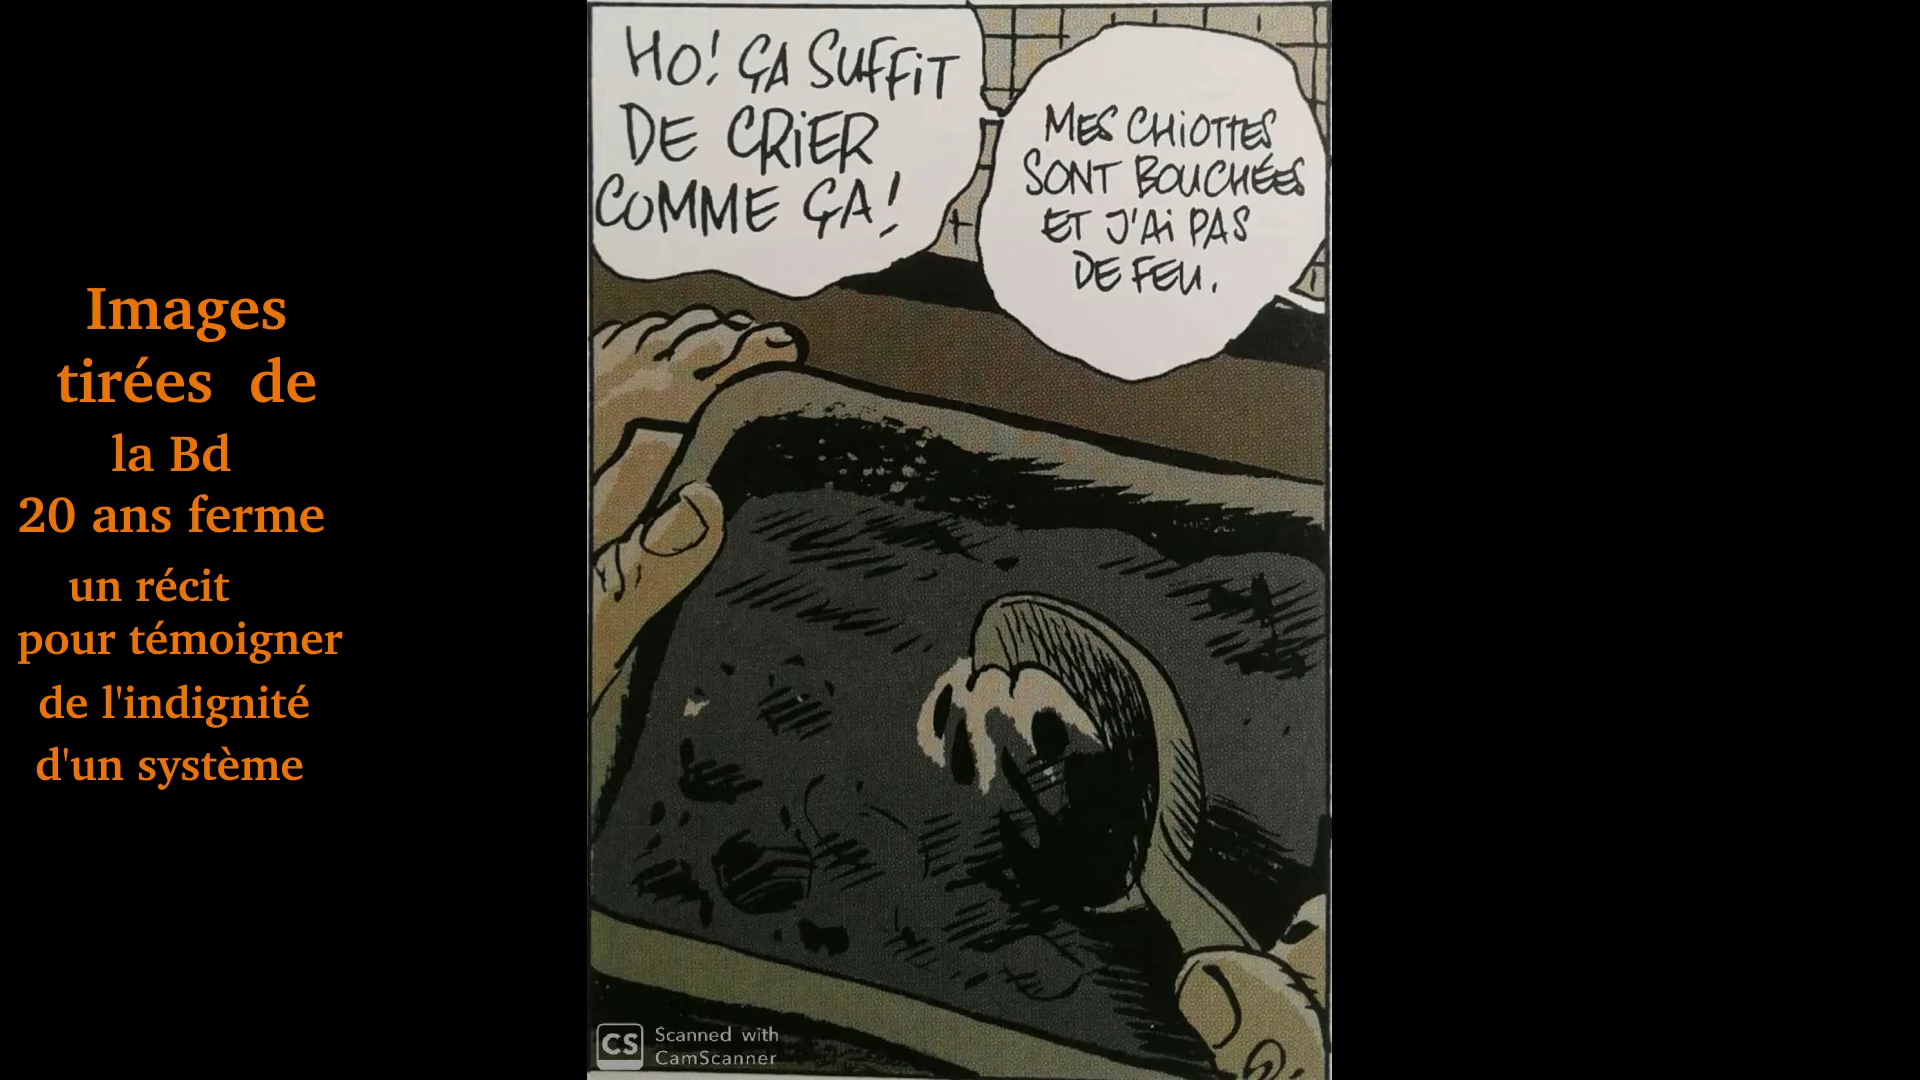 Images
tirées de
la Bd
20 ans ferme
un récit
pour témoigner
de l'indignité
d'un système
HO! ÇA SUFFiT
DE CRiER
COMME ÇA!
MES CHiOTTES
SONT BOUCHÉES
ET J'Ai PAS
DE FEU.
CS Scanned with
CamScanner